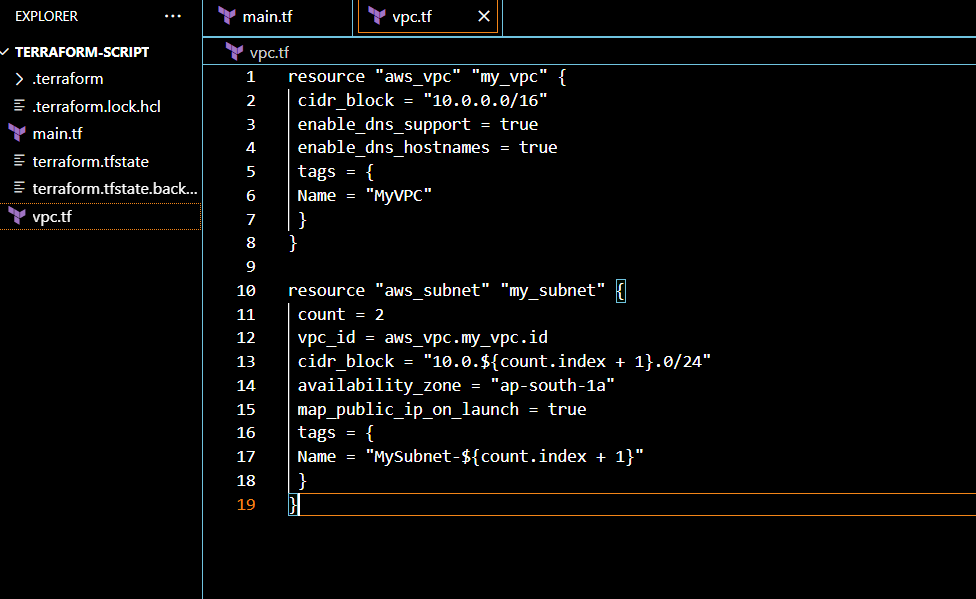 EXPLORER ...
TERRAFORM-SCRIPT
.terraform
.terraform.lock.hcl
main.tf
terraform.tfstate
terraform.tfstate.back...
vpc.tf
main.tf
vpc.tf
vpc.tf
1 resource "aws_vpc" "my_vpc" {
2 cidr_block = "10.0.0.0/16"
3 enable_dns_support = true
4 enable_dns_hostnames = true
5 tags = {
6 Name = "MyVPC"
7 }
8 }
9
10 resource "aws_subnet" "my_subnet" {
11 count = 2
12 vpc_id = aws_vpc.my_vpc.id
13 cidr_block = "10.0.${count.index + 1}.0/24"
14 availability_zone = "ap-south-1a"
15 map_public_ip_on_launch = true
16 tags = {
17 Name = "MySubnet-${count.index + 1}"
18 }
19 }